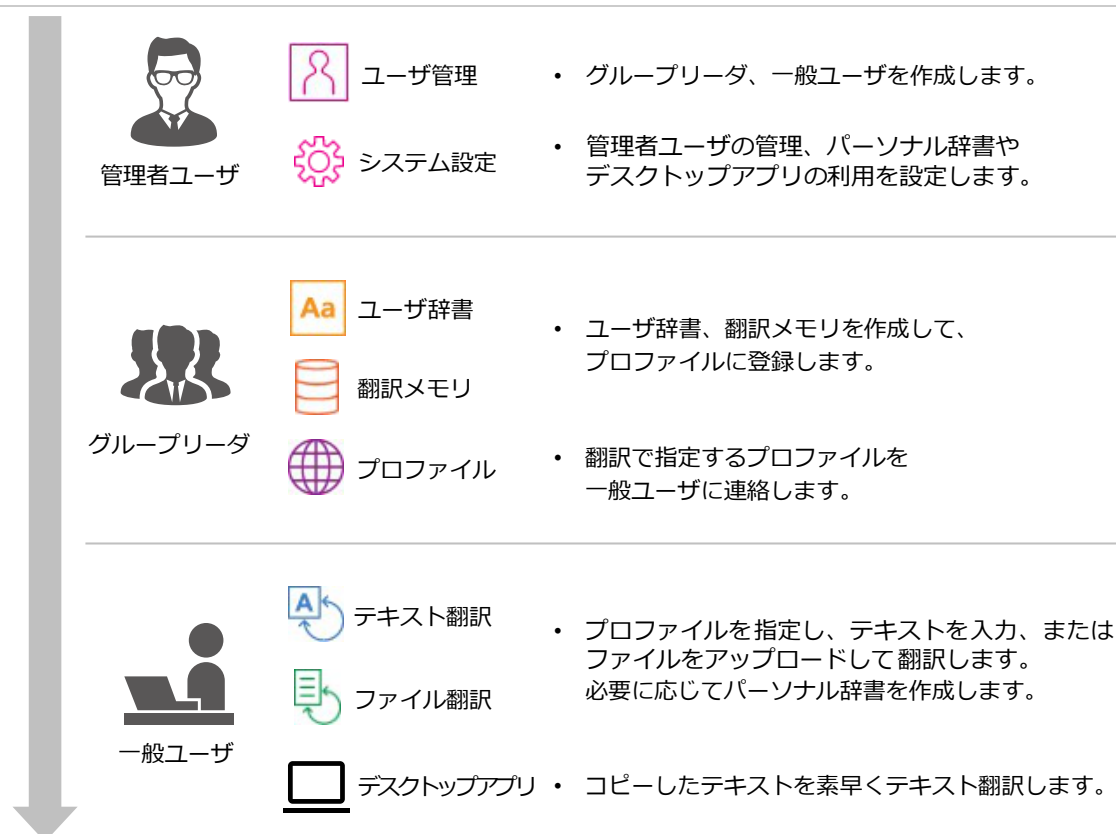 ユーザ管理
• グループリーダ、一般ユーザを作成します。
管理者ユーザ
システム設定
• 管理者ユーザの管理、パーソナル辞書や
デスクトップアプリの利用を設定します。
Aa
ユーザ辞書
• ユーザ辞書、翻訳メモリを作成して、
プロファイルに登録します。
翻訳メモリ
グループリーダ
プロファイル
• 翻訳で指定するプロファイルを
一般ユーザに連絡します。
A
テキスト翻訳
• プロファイルを指定し、テキストを入力、または
ファイルをアップロードして翻訳します。
必要に応じてパーソナル辞書を作成します。
ファイル翻訳
一般ユーザ
デスクトップアプリ
• コピーしたテキストを素早くテキスト翻訳します。